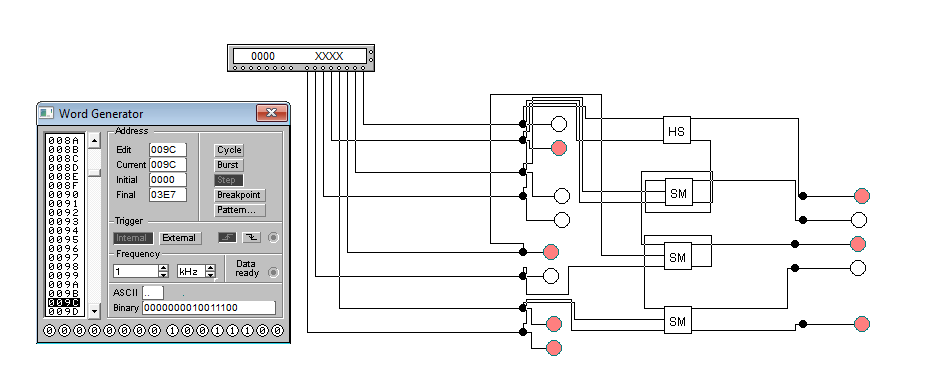 0000 XXXX
Word Generator
008A
008B
008C
008D
008E
008F
0090
0091
0092
0093
0094
0095
0096
0097
0098
0099
009A
009B
009C
009D
Address
Edit 009C
Current 009C
Initial 0000
Final 03E7
Cycle
Burst
Step
Breakpoint
Pattern...
Trigger
Internal External
Frequency
1 kHz
Data
ready
ASCII ..
Binary 0000000010011100
0 0 0 0 0 0 0 0 1 0 0 1 1 1 0 0
HS
SM
SM
SM